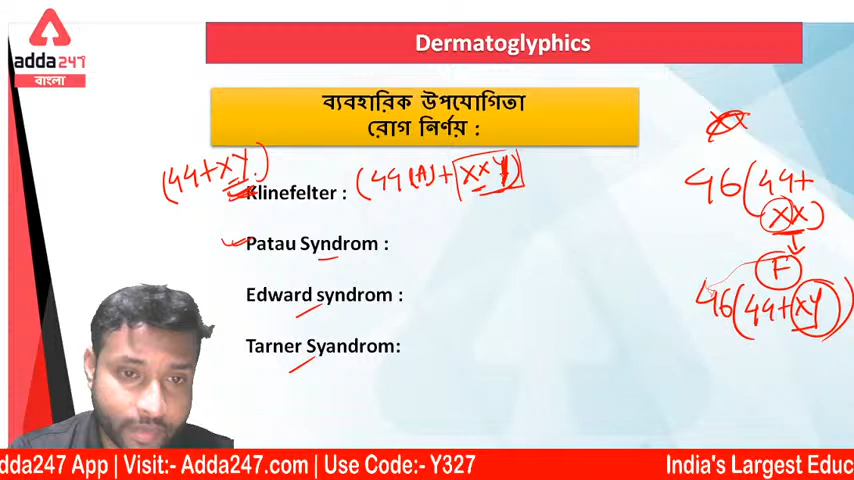 Dermatoglyphics
adda247
বাংলা
ব্যবহারিক উপযোগিতা
রোগ নির্ণয় :
(44+XY)
Klinefelter : (44(A)+XXY)
Patau Syndrom :
Edward syndrom :
Tarner Syandrom:
46(44+
XX)
F
46(44+XY)
dda247 App | Visit:- Adda247.com | Use Code:- Y327
India's Largest Educ